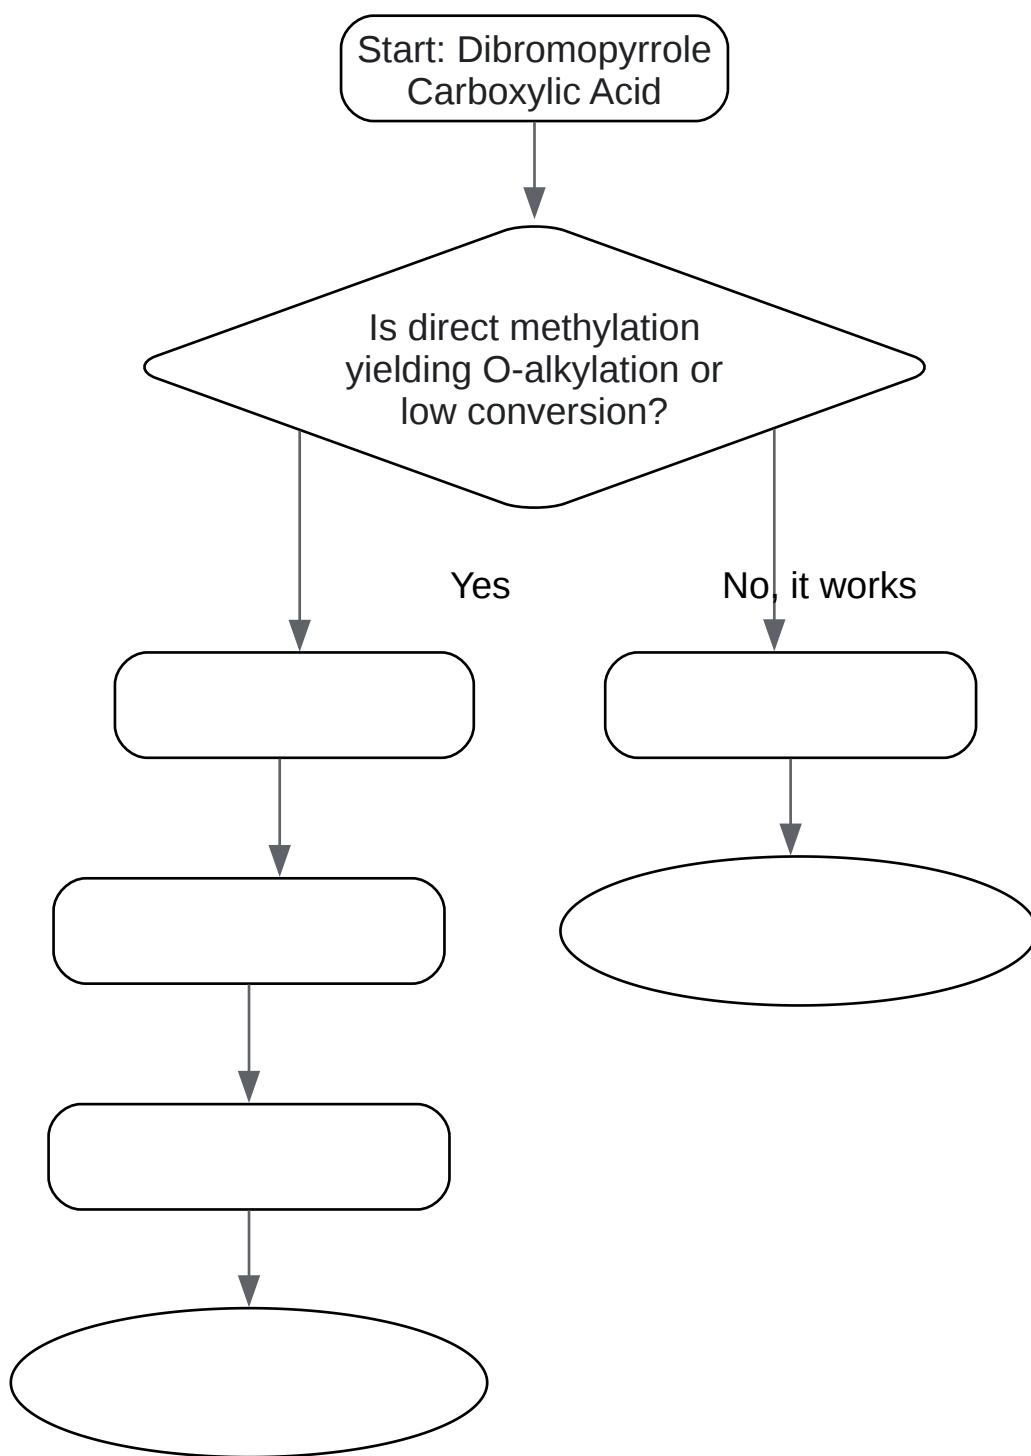 Start: Dibromopyrrole
Carboxylic Acid
Is direct methylation
yielding O-alkylation or
low conversion?
Yes
No, it works